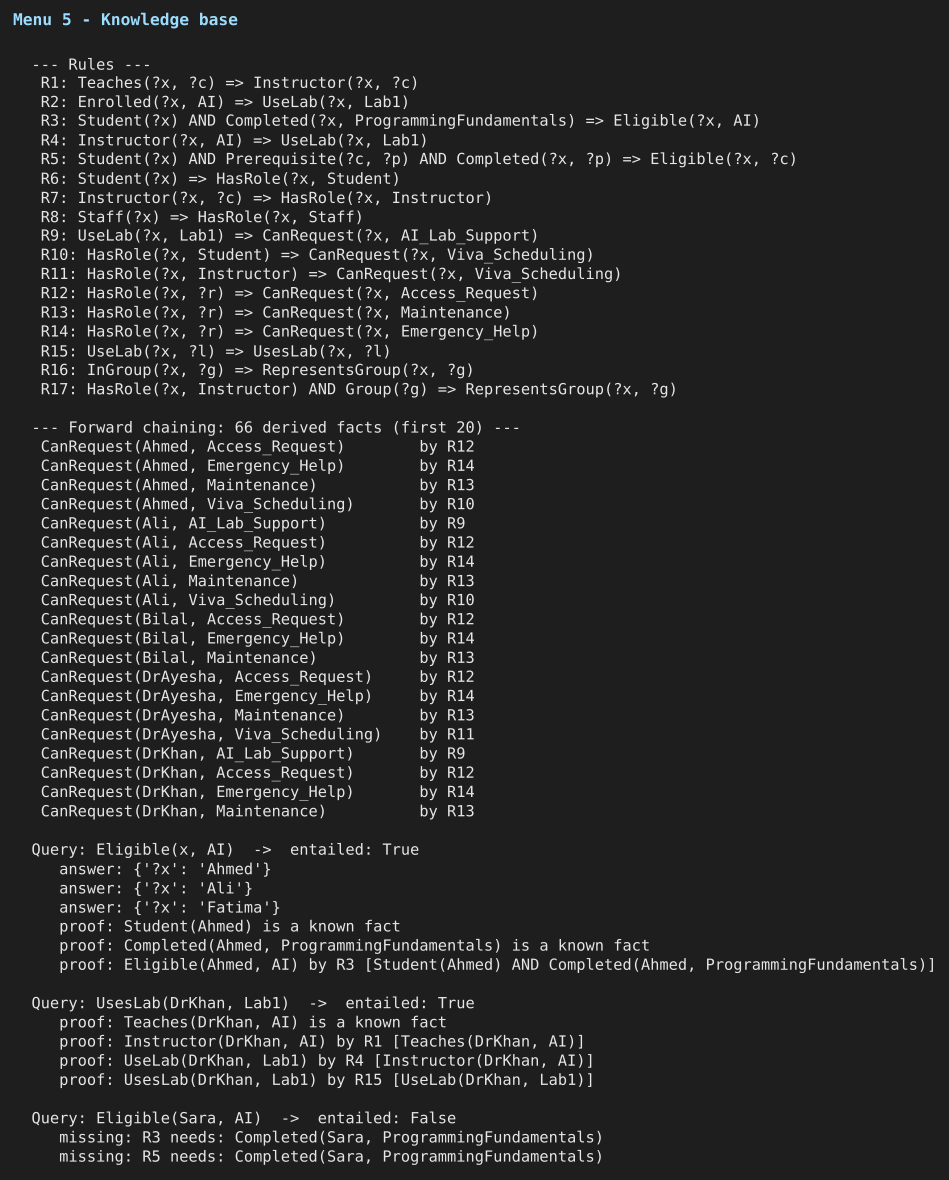 Menu 5 - Knowledge base
--- Rules ---
R1: Teaches(?x, ?c) => Instructor(?x, ?c)
R2: Enrolled(?x, AI) => UseLab(?x, Lab1)
R3: Student(?x) AND Completed(?x, ProgrammingFundamentals) => Eligible(?x, AI)
R4: Instructor(?x, AI) => UseLab(?x, Lab1)
R5: Student(?x) AND Prerequisite(?c, ?p) AND Completed(?x, ?p) => Eligible(?x, ?c)
R6: Student(?x) => HasRole(?x, Student)
R7: Instructor(?x, ?c) => HasRole(?x, Instructor)
R8: Staff(?x) => HasRole(?x, Staff)
R9: UseLab(?x, Lab1) => CanRequest(?x, AI_Lab_Support)
R10: HasRole(?x, Student) => CanRequest(?x, Viva_Scheduling)
R11: HasRole(?x, Instructor) => CanRequest(?x, Viva_Scheduling)
R12: HasRole(?x, ?r) => CanRequest(?x, Access_Request)
R13: HasRole(?x, ?r) => CanRequest(?x, Maintenance)
R14: HasRole(?x, ?r) => CanRequest(?x, Emergency_Help)
R15: UseLab(?x, ?l) => UsesLab(?x, ?l)
R16: InGroup(?x, ?g) => RepresentsGroup(?x, ?g)
R17: HasRole(?x, Instructor) AND Group(?g) => RepresentsGroup(?x, ?g)
--- Forward chaining: 66 derived facts (first 20) ---
CanRequest(Ahmed, Access_Request) by R12
CanRequest(Ahmed, Emergency_Help) by R14
CanRequest(Ahmed, Maintenance) by R13
CanRequest(Ahmed, Viva_Scheduling) by R10
CanRequest(Ali, AI_Lab_Support) by R9
CanRequest(Ali, Access_Request) by R12
CanRequest(Ali, Emergency_Help) by R14
CanRequest(Ali, Maintenance) by R13
CanRequest(Ali, Viva_Scheduling) by R10
CanRequest(Bilal, Access_Request) by R12
CanRequest(Bilal, Emergency_Help) by R14
CanRequest(Bilal, Maintenance) by R13
CanRequest(DrAyesha, Access_Request) by R12
CanRequest(DrAyesha, Emergency_Help) by R14
CanRequest(DrAyesha, Maintenance) by R13
CanRequest(DrAyesha, Viva_Scheduling) by R11
CanRequest(DrKhan, AI_Lab_Support) by R9
CanRequest(DrKhan, Access_Request) by R12
CanRequest(DrKhan, Emergency_Help) by R14
CanRequest(DrKhan, Maintenance) by R13
Query: Eligible(x, AI) -> entailed: True
answer: {'?x': 'Ahmed'}
answer: {'?x': 'Ali'}
answer: {'?x': 'Fatima'}
proof: Student(Ahmed) is a known fact
proof: Completed(Ahmed, ProgrammingFundamentals) is a known fact
proof: Eligible(Ahmed, AI) by R3 [Student(Ahmed) AND Completed(Ahmed, ProgrammingFundamentals)]
Query: UsesLab(DrKhan, Lab1) -> entailed: True
proof: Teaches(DrKhan, AI) is a known fact
proof: Instructor(DrKhan, AI) by R1 [Teaches(DrKhan, AI)]
proof: UseLab(DrKhan, Lab1) by R4 [Instructor(DrKhan, AI)]
proof: UsesLab(DrKhan, Lab1) by R15 [UseLab(DrKhan, Lab1)]
Query: Eligible(Sara, AI) -> entailed: False
missing: R3 needs: Completed(Sara, ProgrammingFundamentals)
missing: R5 needs: Completed(Sara, ProgrammingFundamentals)